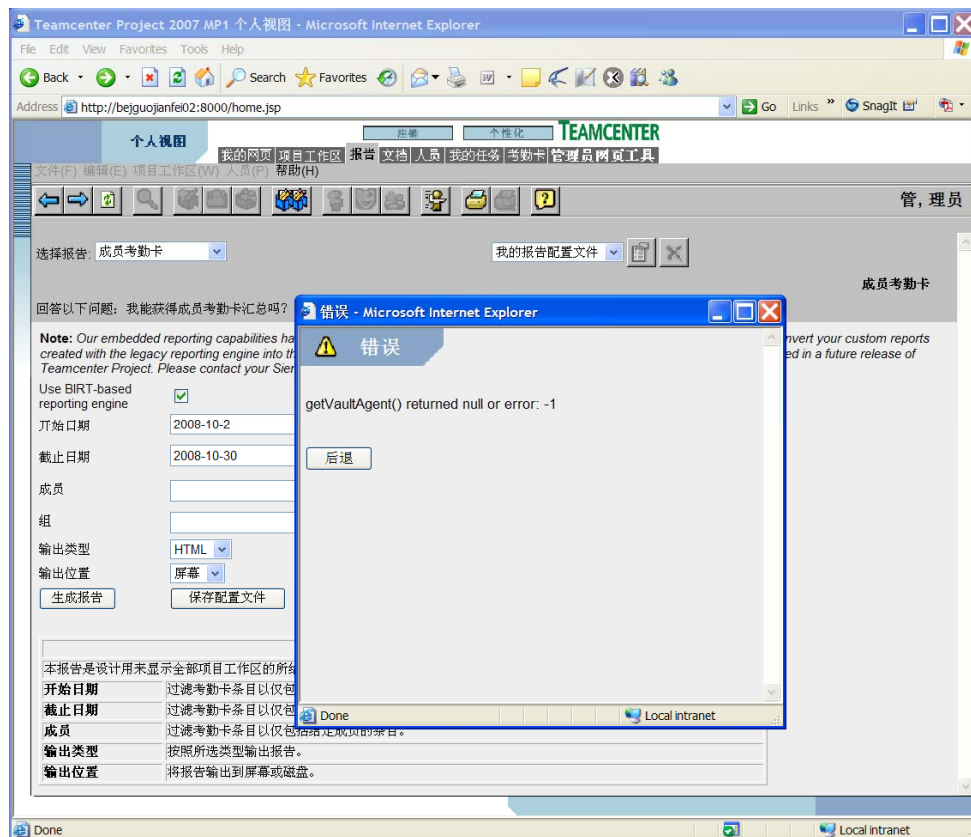 Teamcenter Project 2007 MP1 个人视图 - Microsoft Internet Explorer
File Edit View Favorites Tools Help
Back Search Favorites
Address http://bejguojianfei02:8000/home.jsp Go Links » SnagIt
个人视图 注销 个性化 TEAMCENTER
我的网页 项目工作区 报告 文档 人员 我的任务 考勤卡 管理员网页工具
文件(F) 编辑(E) 项目工作区(W) 人员(P) 帮助(H)
管, 理员
选择报告: 成员考勤卡 我的报告配置文件
成员考勤卡
回答以下问题: 我能获得成员考勤卡汇总吗?
Note: Our embedded reporting capabilities ha nvert your custom reports
created with the legacy reporting engine into th ed in a future release of
Teamcenter Project. Please contact your Sier
Use BIRT-based
reporting engine
开始日期 2008-10-2
截止日期 2008-10-30
成员
组
输出类型 HTML
输出位置 屏幕
生成报告 保存配置文件
本报告是设计用来显示全部项目工作区的所
开始日期 过滤考勤卡条目以仅包
截止日期 过滤考勤卡条目以仅包
成员 过滤考勤卡条目以仅包括给定成员的条目。
输出类型 按照所选类型输出报告。
输出位置 将报告输出到屏幕或磁盘。
错误 - Microsoft Internet Explorer
错误
getVaultAgent() returned null or error: -1
后退
Done Local intranet
Done Local intranet